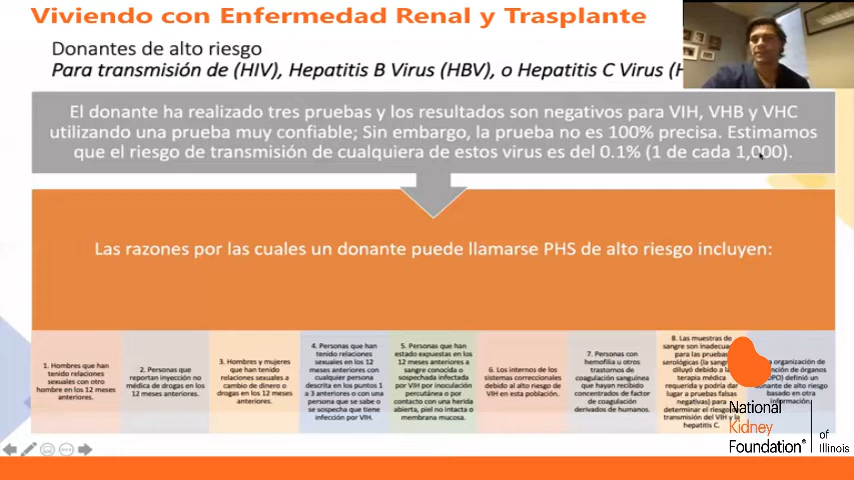 Viviendo con Enfermedad Renal y Trasplante
Donantes de alto riesgo
Para transmisión de (HIV), Hepatitis B Virus (HBV), o Hepatitis C Virus (H
El donante ha realizado tres pruebas y los resultados son negativos para VIH, VHB y VHC
utilizando una prueba muy confiable; Sin embargo, la prueba no es 100% precisa. Estimamos
que el riesgo de transmisión de cualquiera de estos virus es del 0.1% (1 de cada 1,000).
Las razones por las cuales un donante puede llamarse PHS de alto riesgo incluyen:
1. Hombres que han
tenido relaciones
sexuales con otro
hombre en los 12 meses
anteriores.
2. Personas que
reportan inyección no
médica de drogas en los
12 meses anteriores.
3. Hombres y mujeres
que han tenido
relaciones sexuales a
cambio de dinero o
drogas en los 12 meses
anteriores.
4. Personas que han
tenido relaciones
sexuales en los 12
meses anteriores con
cualquier persona
descrita en los puntos 1
a 3 anteriores o con una
persona que se sabe o
se sospecha que tiene
infección por VIH.
5. Personas que han
estado expuestas en los
12 meses anteriores a
sangre conocida o
sospechada infectada
por VIH por inoculación
percutánea o por
contacto con una herida
abierta, piel no intacta o
membrana mucosa.
6. Los internos de los
sistemas correccionales
debido al alto riesgo de
VIH en esta población.
7. Personas con
hemofilia u otros
trastornos de
coagulación sanguínea
que hayan recibido
concentrados de factor
de coagulación
derivados de humanos.
8. Las muestras de
sangre son inadecua
para las pruebas
serológicas (la sangr
diluyó debido a la
terapia médica
requerida y podría dar
lugar a pruebas falsas
negativas) para
determinar el riesgo
transmisión del VIH y la
hepatitis C.
a organización de
ención de órganos
OPO) definió un
donante de alto riesgo
basado en otra
información.
National
Kidney
Foundation®
of
Illinois